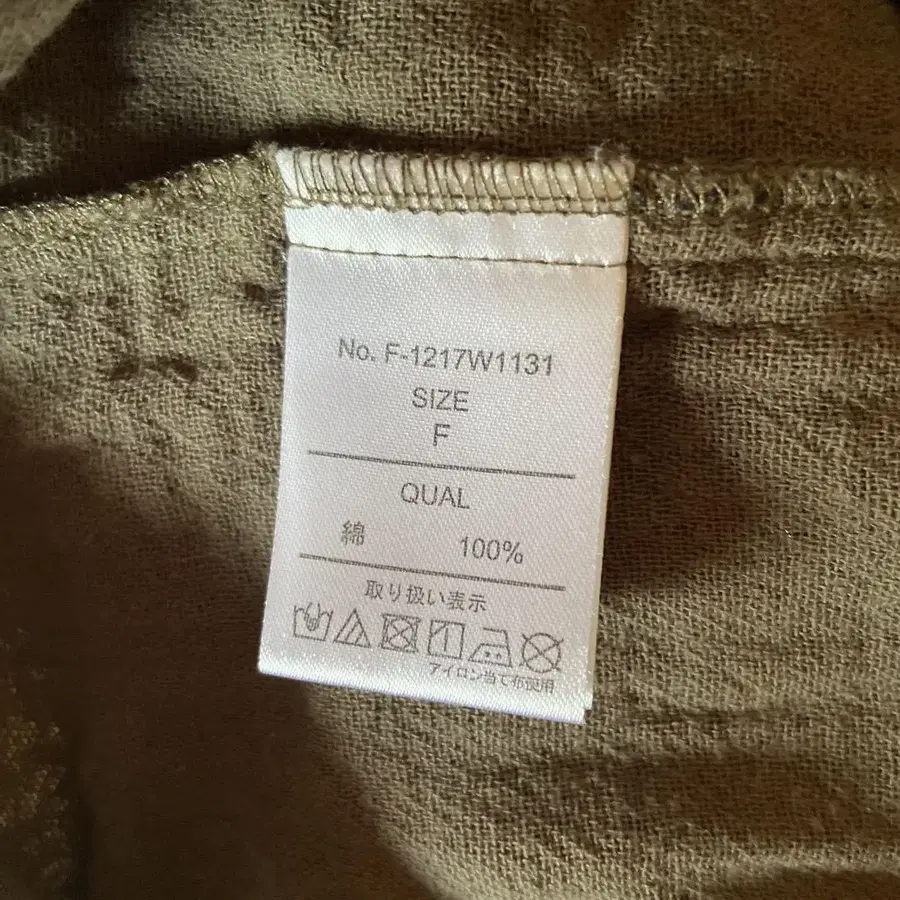 No. F-1217W1131
SIZE
F
QUAL
綿 100%
取り扱い表示
アイロン当て布使用